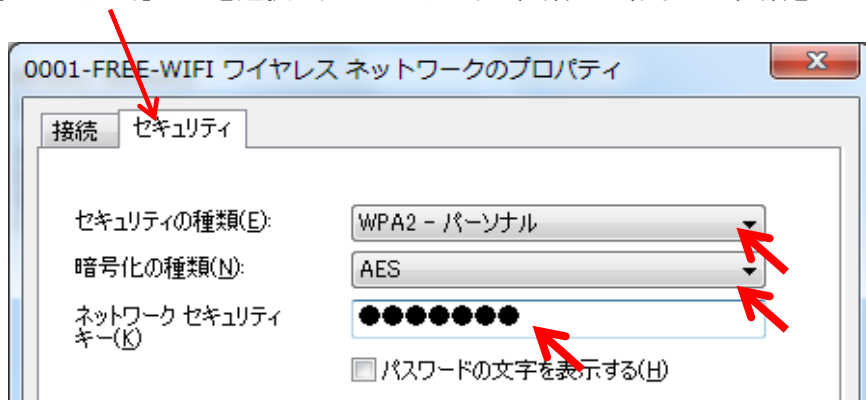 0001-FREE-WIFI ワイヤレス ネットワークのプロパティ
接続 セキュリティ
セキュリティの種類(E): WPA2 - パーソナル
暗号化の種類(N): AES
ネットワーク セキュリティ
キー(K)
●●●●●●●
パスワードの文字を表示する(H)